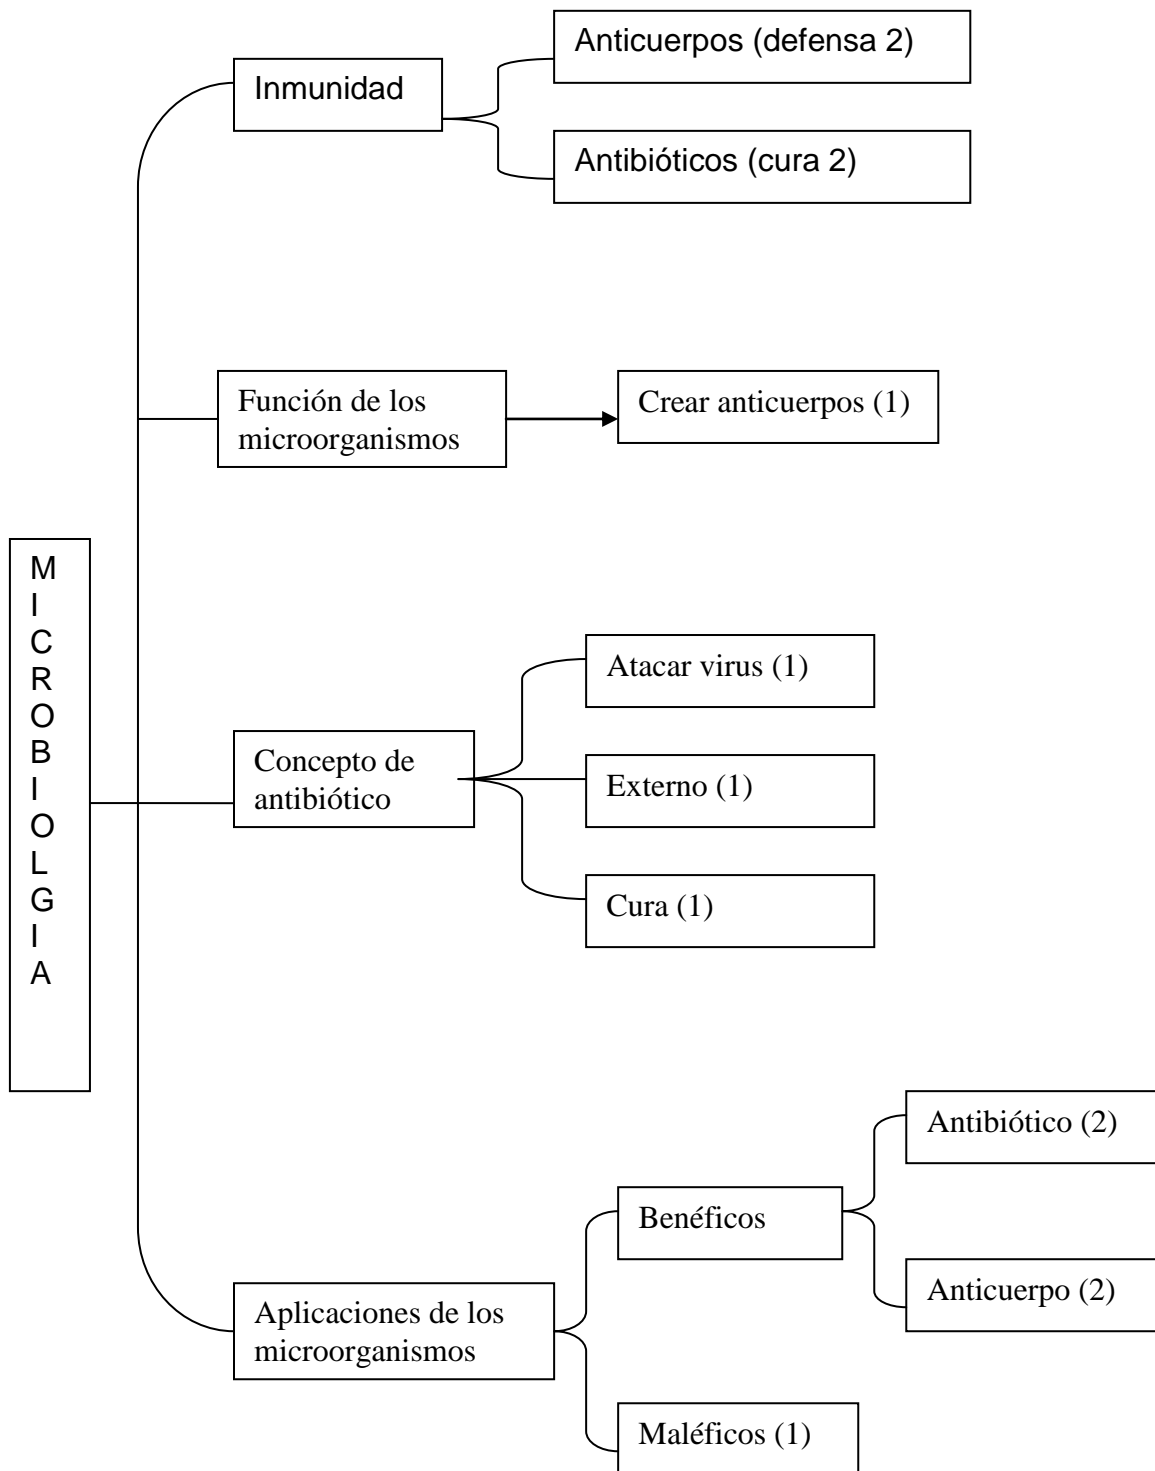 Inmunidad
Anticuerpos (defensa 2)
Antibióticos (cura 2)
Función de los
microorganismos
Crear anticuerpos (1)
M
I
C
R
O
B
I
O
L
G
I
A
Concepto de
antibiótico
Atacar virus (1)
Externo (1)
Cura (1)
Aplicaciones de los
microorganismos
Benéficos
Antibiótico (2)
Anticuerpo (2)
Maléficos (1)